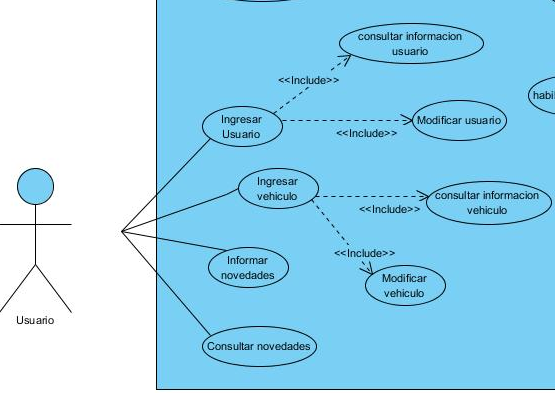 consultar informacion
usuario
<<Include>>
habil
Ingresar
Usuario
Modificar usuario
<<Include>>
Ingresar
vehiculo
consultar informacion
vehiculo
<<Include>>
<<Include>>
Informar
novedades
Modificar
vehiculo
Usuario
Consultar novedades